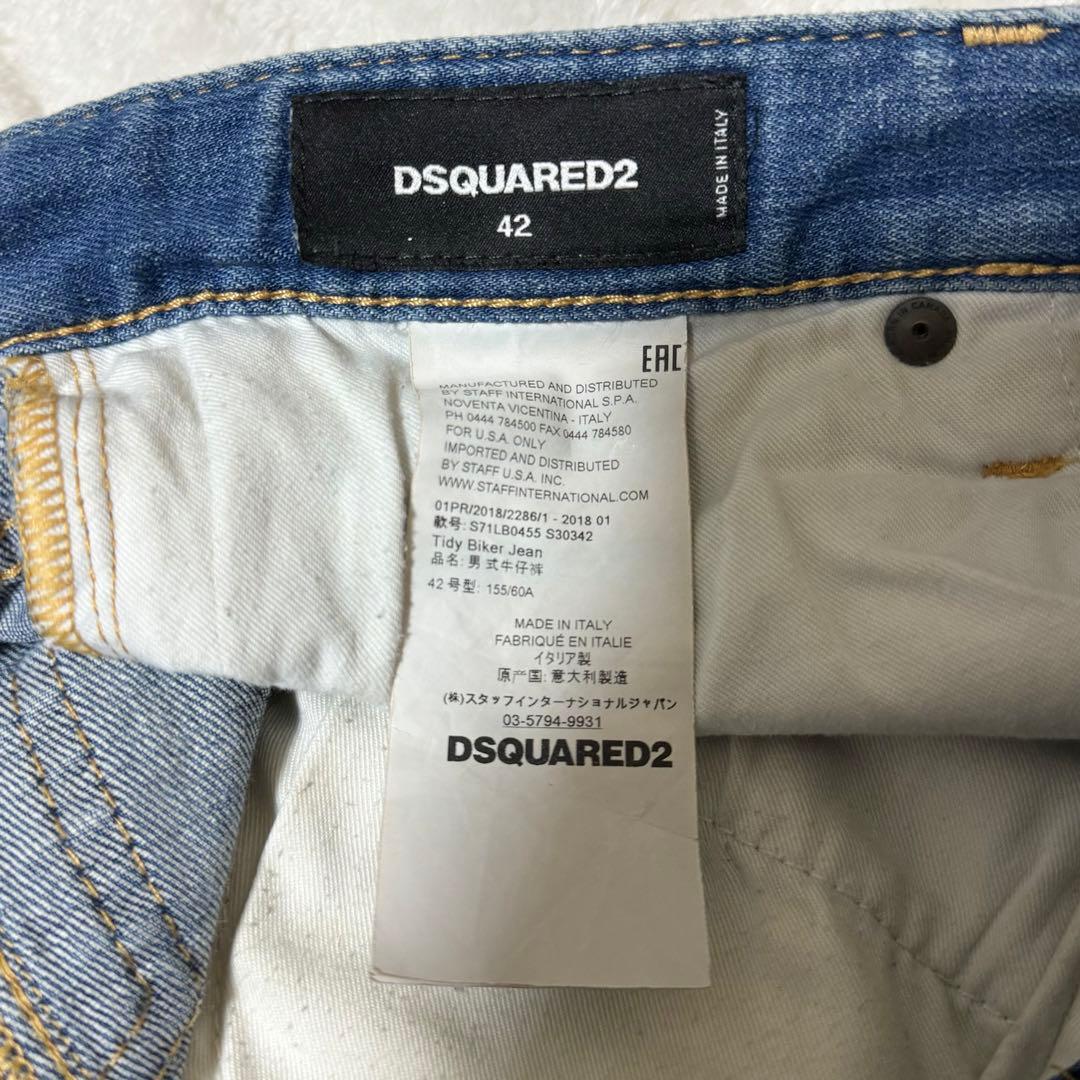 DSQUARED2
42
MADE IN ITALY
EAC
MANUFACTURED AND DISTRIBUTED
BY STAFF INTERNATIONAL S.P.A.
NOVENTA VICENTINA - ITALY
PH 0444 784500 FAX 0444 784580
FOR U.S.A. ONLY
IMPORTED AND DISTRIBUTED
BY STAFF U.S.A. INC.
WWW.STAFFINTERNATIONAL.COM
01PR/2018/2286/1 - 2018 01
款号: S71LB0455 S30342
Tidy Biker Jean
品名: 男式牛仔裤
42 号型: 155/60A
MADE IN ITALY
FABRIQUÉ EN ITALIE
イタリア製
原产国: 意大利製造
(株)スタッフインターナショナルジャパン
03-5794-9931
DSQUARED2